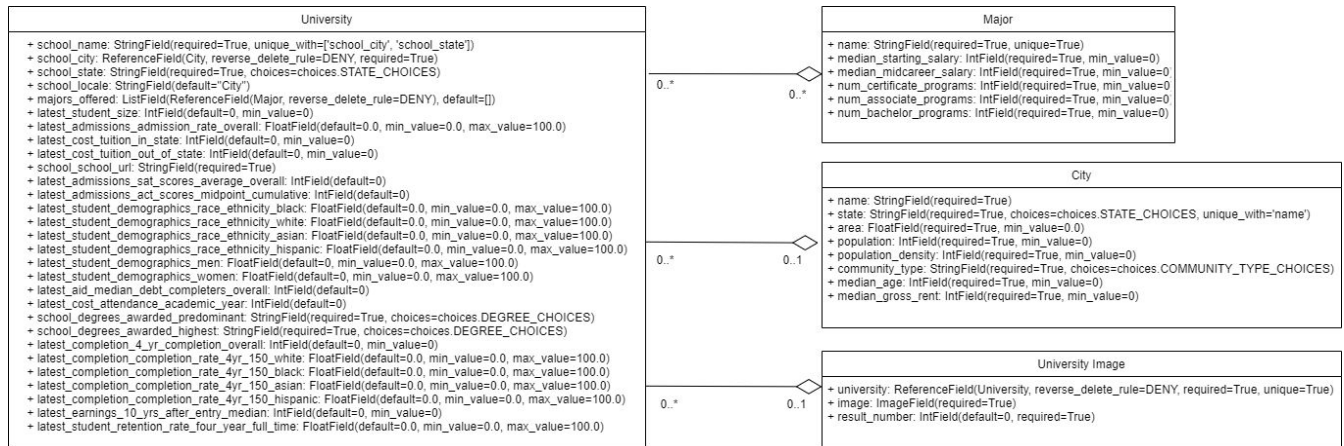 University
+ school_name: StringField(required=True, unique_with=['school_city', 'school_state'])
+ school_city: ReferenceField(City, reverse_delete_rule=DENY, required=True)
+ school_state: StringField(required=True, choices=choices.STATE_CHOICES)
+ school_locale: StringField(default="City")
+ majors_offered: ListField(ReferenceField(Major, reverse_delete_rule=DENY), default=[])
+ latest_student_size: IntField(default=0, min_value=0)
+ latest_admissions_admission_rate_overall: FloatField(default=0.0, min_value=0.0, max_value=100.0)
+ latest_cost_tuition_in_state: IntField(default=0, min_value=0)
+ latest_cost_tuition_out_of_state: IntField(default=0, min_value=0)
+ school_school_url: StringField(required=True)
+ latest_admissions_sat_scores_average_overall: IntField(default=0)
+ latest_admissions_act_scores_midpoint_cumulative: IntField(default=0)
+ latest_student_demographics_race_ethnicity_black: FloatField(default=0.0, min_value=0.0, max_value=100.0)
+ latest_student_demographics_race_ethnicity_white: FloatField(default=0.0, min_value=0.0, max_value=100.0)
+ latest_student_demographics_race_ethnicity_asian: FloatField(default=0.0, min_value=0.0, max_value=100.0)
+ latest_student_demographics_race_ethnicity_hispanic: FloatField(default=0.0, min_value=0.0, max_value=100.0)
+ latest_student_demographics_men: FloatField(default=0.0, min_value=0.0, max_value=100.0)
+ latest_student_demographics_women: FloatField(default=0.0, min_value=0.0, max_value=100.0)
+ latest_aid_median_debt_completers_overall: IntField(default=0)
+ latest_cost_attendance_academic_year: IntField(default=0)
+ school_degrees_awarded_predominant: StringField(required=True, choices=choices.DEGREE_CHOICES)
+ school_degrees_awarded_highest: StringField(required=True, choices=choices.DEGREE_CHOICES)
+ latest_completion_4_yr_completion_overall: IntField(default=0, min_value=0)
+ latest_completion_completion_rate_4yr_150_white: FloatField(default=0.0, min_value=0.0, max_value=100.0)
+ latest_completion_completion_rate_4yr_150_black: FloatField(default=0.0, min_value=0.0, max_value=100.0)
+ latest_completion_completion_rate_4yr_150_asian: FloatField(default=0.0, min_value=0.0, max_value=100.0)
+ latest_completion_completion_rate_4yr_150_hispanic: FloatField(default=0.0, min_value=0.0, max_value=100.0)
+ latest_earnings_10_yrs_after_entry_median: IntField(default=0, min_value=0)
+ latest_student_retention_rate_four_year_full_time: FloatField(default=0.0, min_value=0.0, max_value=100.0)
0..*
0..*
0..*
0..1
0..*
0..1
Major
+ name: StringField(required=True, unique=True)
+ median_starting_salary: IntField(required=True, min_value=0)
+ median_midcareer_salary: IntField(required=True, min_value=0)
+ num_certificate_programs: IntField(required=True, min_value=0)
+ num_associate_programs: IntField(required=True, min_value=0)
+ num_bachelor_programs: IntField(required=True, min_value=0)
City
+ name: StringField(required=True)
+ state: StringField(required=True, choices=choices.STATE_CHOICES, unique_with='name')
+ area: FloatField(required=True, min_value=0.0)
+ population: IntField(required=True, min_value=0)
+ population_density: IntField(required=True, min_value=0)
+ community_type: StringField(required=True, choices=choices.COMMUNITY_TYPE_CHOICES)
+ median_age: IntField(required=True, min_value=0)
+ median_gross_rent: IntField(required=True, min_value=0)
University Image
+ university: ReferenceField(University, reverse_delete_rule=DENY, required=True, unique=True)
+ image: ImageField(required=True)
+ result_number: IntField(default=0, required=True)